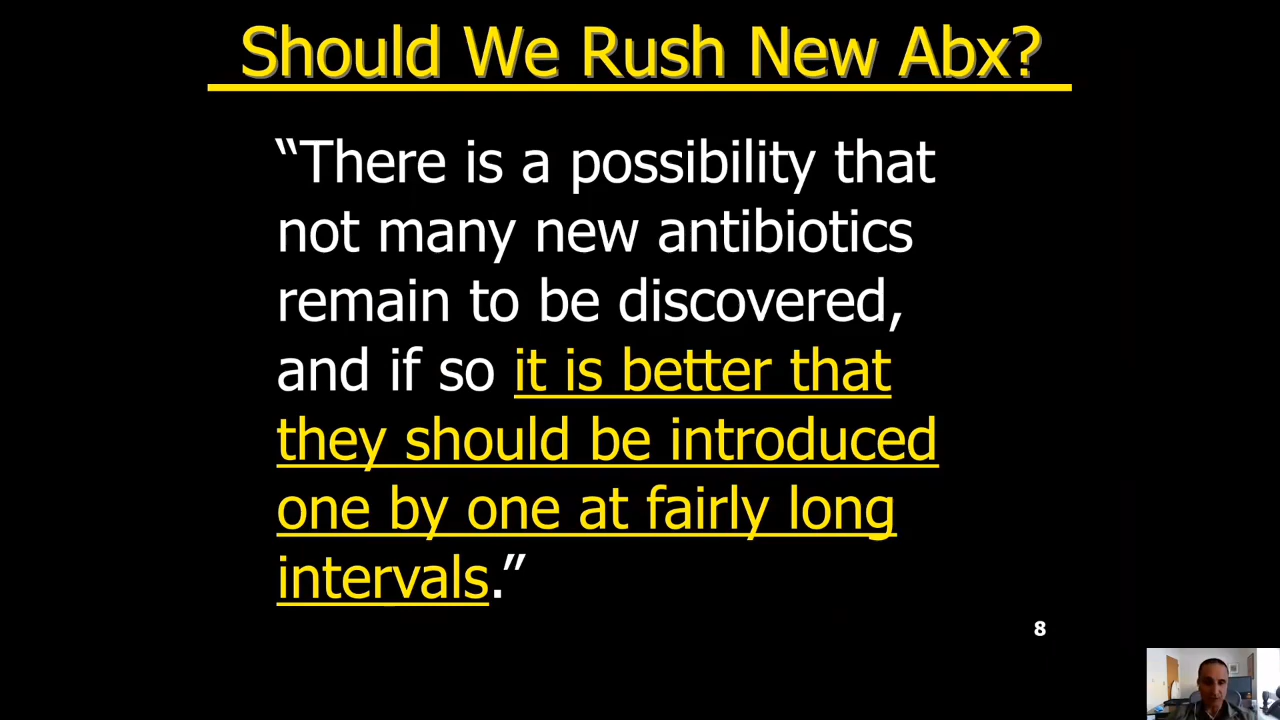 Should We Rush New Abx?
“There is a possibility that
not many new antibiotics
remain to be discovered,
and if so it is better that
they should be introduced
one by one at fairly long
intervals.”
8